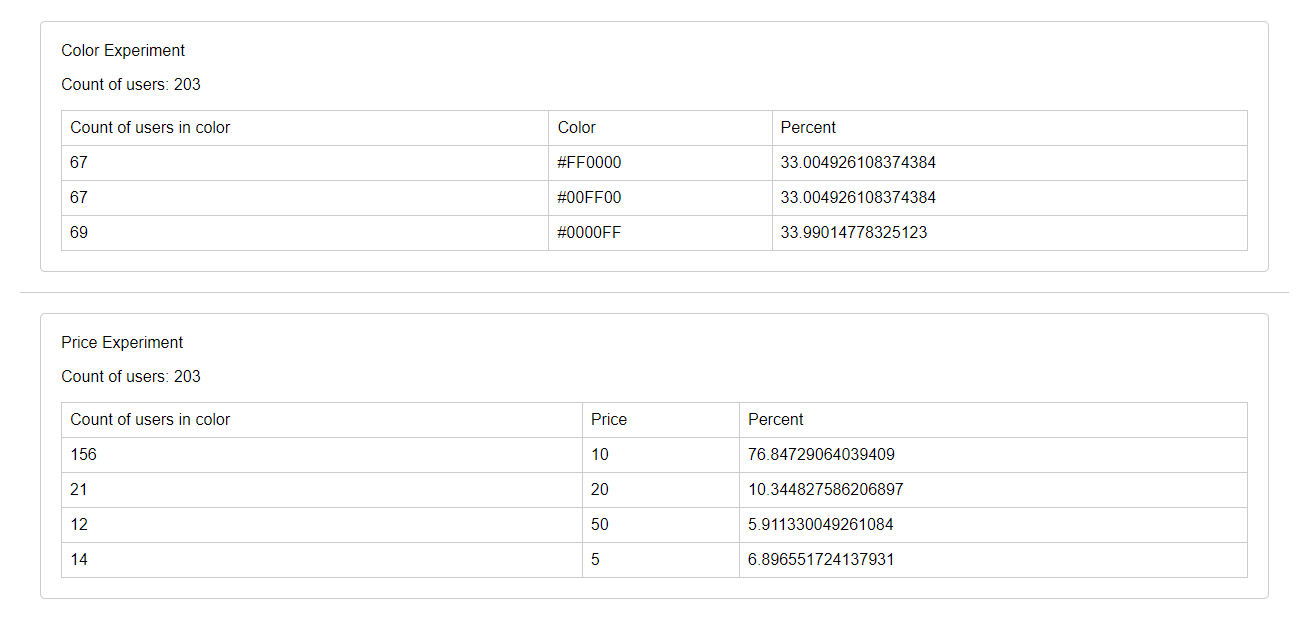 Color Experiment
Count of users: 203
Count of users in color Color Percent
67 #FF0000 33.004926108374384
67 #00FF00 33.004926108374384
69 #0000FF 33.99014778325123
Price Experiment
Count of users: 203
Count of users in color Price Percent
156 10 76.84729064039409
21 20 10.344827586206897
12 50 5.911330049261084
14 5 6.896551724137931